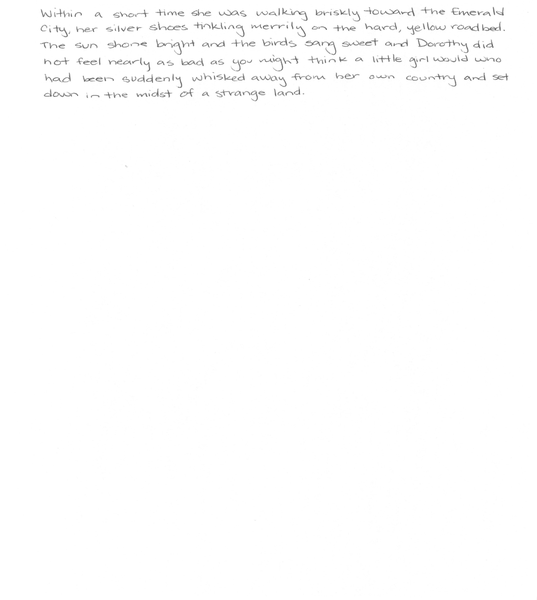 Within a short time she was walking briskly toward the Emerald
City, her silver shoes tinkling merrily on the hard, yellow roadbed.
The sun shone bright and the birds sang sweet and Dorothy did
not feel nearly as bad as you might think a little girl would who
had been suddenly whisked away from her own country and set
down in the midst of a strange land.